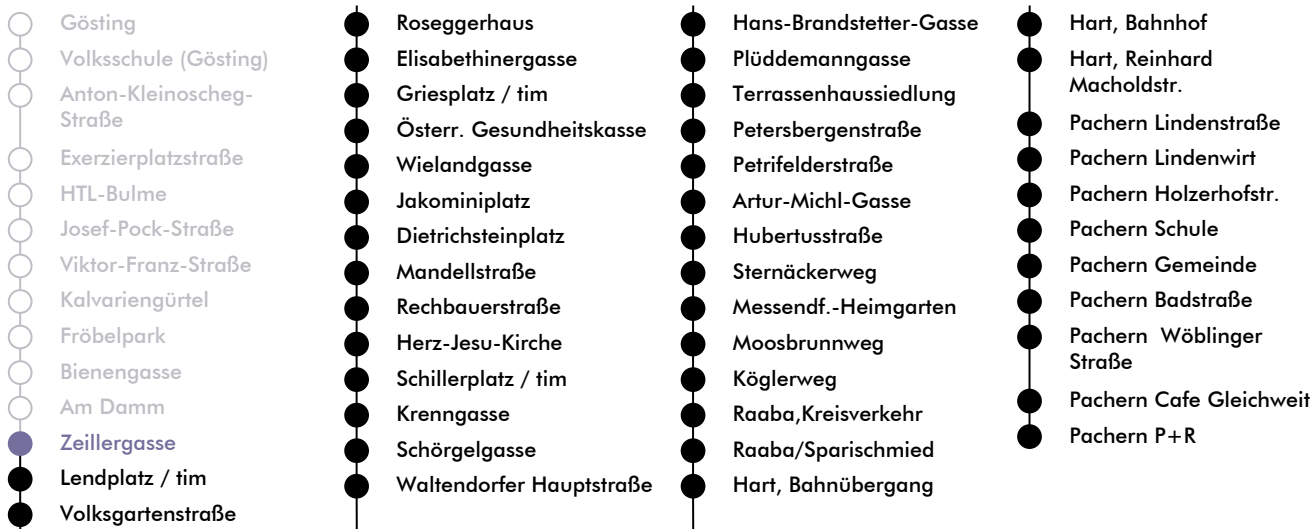 Gösting
Volksschule (Gösting)
Anton-Kleinoscheg-
Straße
Exerzierplatzstraße
HTL-Bulme
Josef-Pock-Straße
Viktor-Franz-Straße
Kalvariengürtel
Fröbelpark
Bienengasse
Am Damm
Zeillergasse
Lendplatz / tim
Volksgartenstraße
Roseggerhaus
Elisabethinergasse
Griesplatz / tim
Österr. Gesundheitskasse
Wielandgasse
Jakominiplatz
Dietrichsteinplatz
Mandellstraße
Rechbauerstraße
Herz-Jesu-Kirche
Schillerplatz / tim
Krenngasse
Schörgelgasse
Waltendorfer Hauptstraße
Hans-Brandstetter-Gasse
Plüddemanngasse
Terrassenhaussiedlung
Petersbergenstraße
Petrifelderstraße
Artur-Michl-Gasse
Hubertusstraße
Sternäckerweg
Messendf.-Heimgarten
Moosbrunnweg
Köglerweg
Raaba,Kreisverkehr
Raaba/Sparischmied
Hart, Bahnübergang
Hart, Bahnhof
Hart, Reinhard
Macholdstr.
Pachern Lindenstraße
Pachern Lindenwirt
Pachern Holzerhofstr.
Pachern Schule
Pachern Gemeinde
Pachern Badstraße
Pachern  Wöblinger
Straße
Pachern Cafe Gleichweit
Pachern P+R